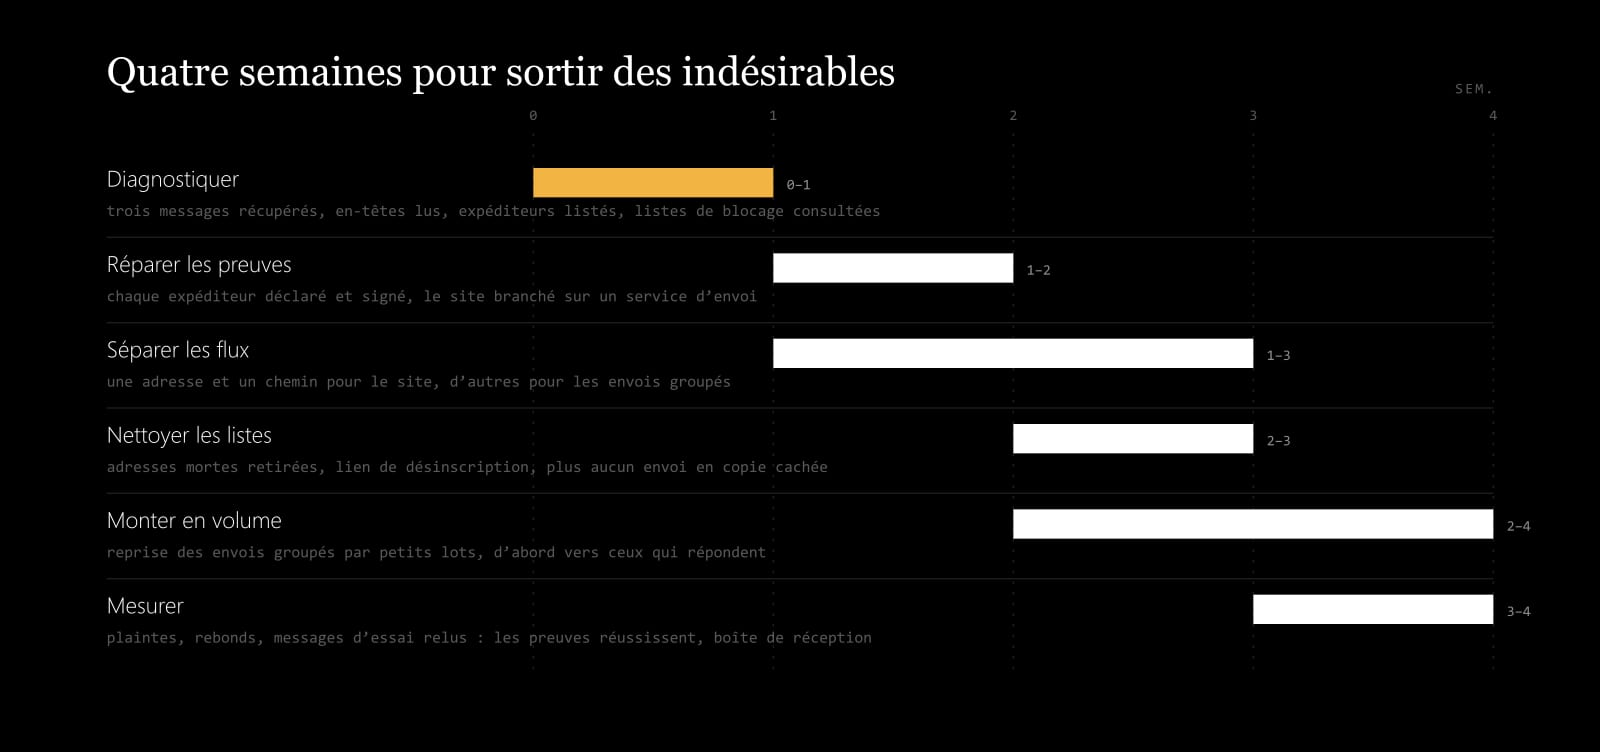 Quatre semaines pour sortir des indésirables
SEM.
0 1 2 3 4
Diagnostiquer
0–1
trois messages récupérés, en-têtes lus, expéditeurs listés, listes de blocage consultées
Réparer les preuves
1–2
chaque expéditeur déclaré et signé, le site branché sur un service d’envoi
Séparer les flux
1–3
une adresse et un chemin pour le site, d’autres pour les envois groupés
Nettoyer les listes
2–3
adresses mortes retirées, lien de désinscription, plus aucun envoi en copie cachée
Monter en volume
2–4
reprise des envois groupés par petits lots, d’abord vers ceux qui répondent
Mesurer
3–4
plaintes, rebonds, messages d’essai relus : les preuves réussissent, boîte de réception